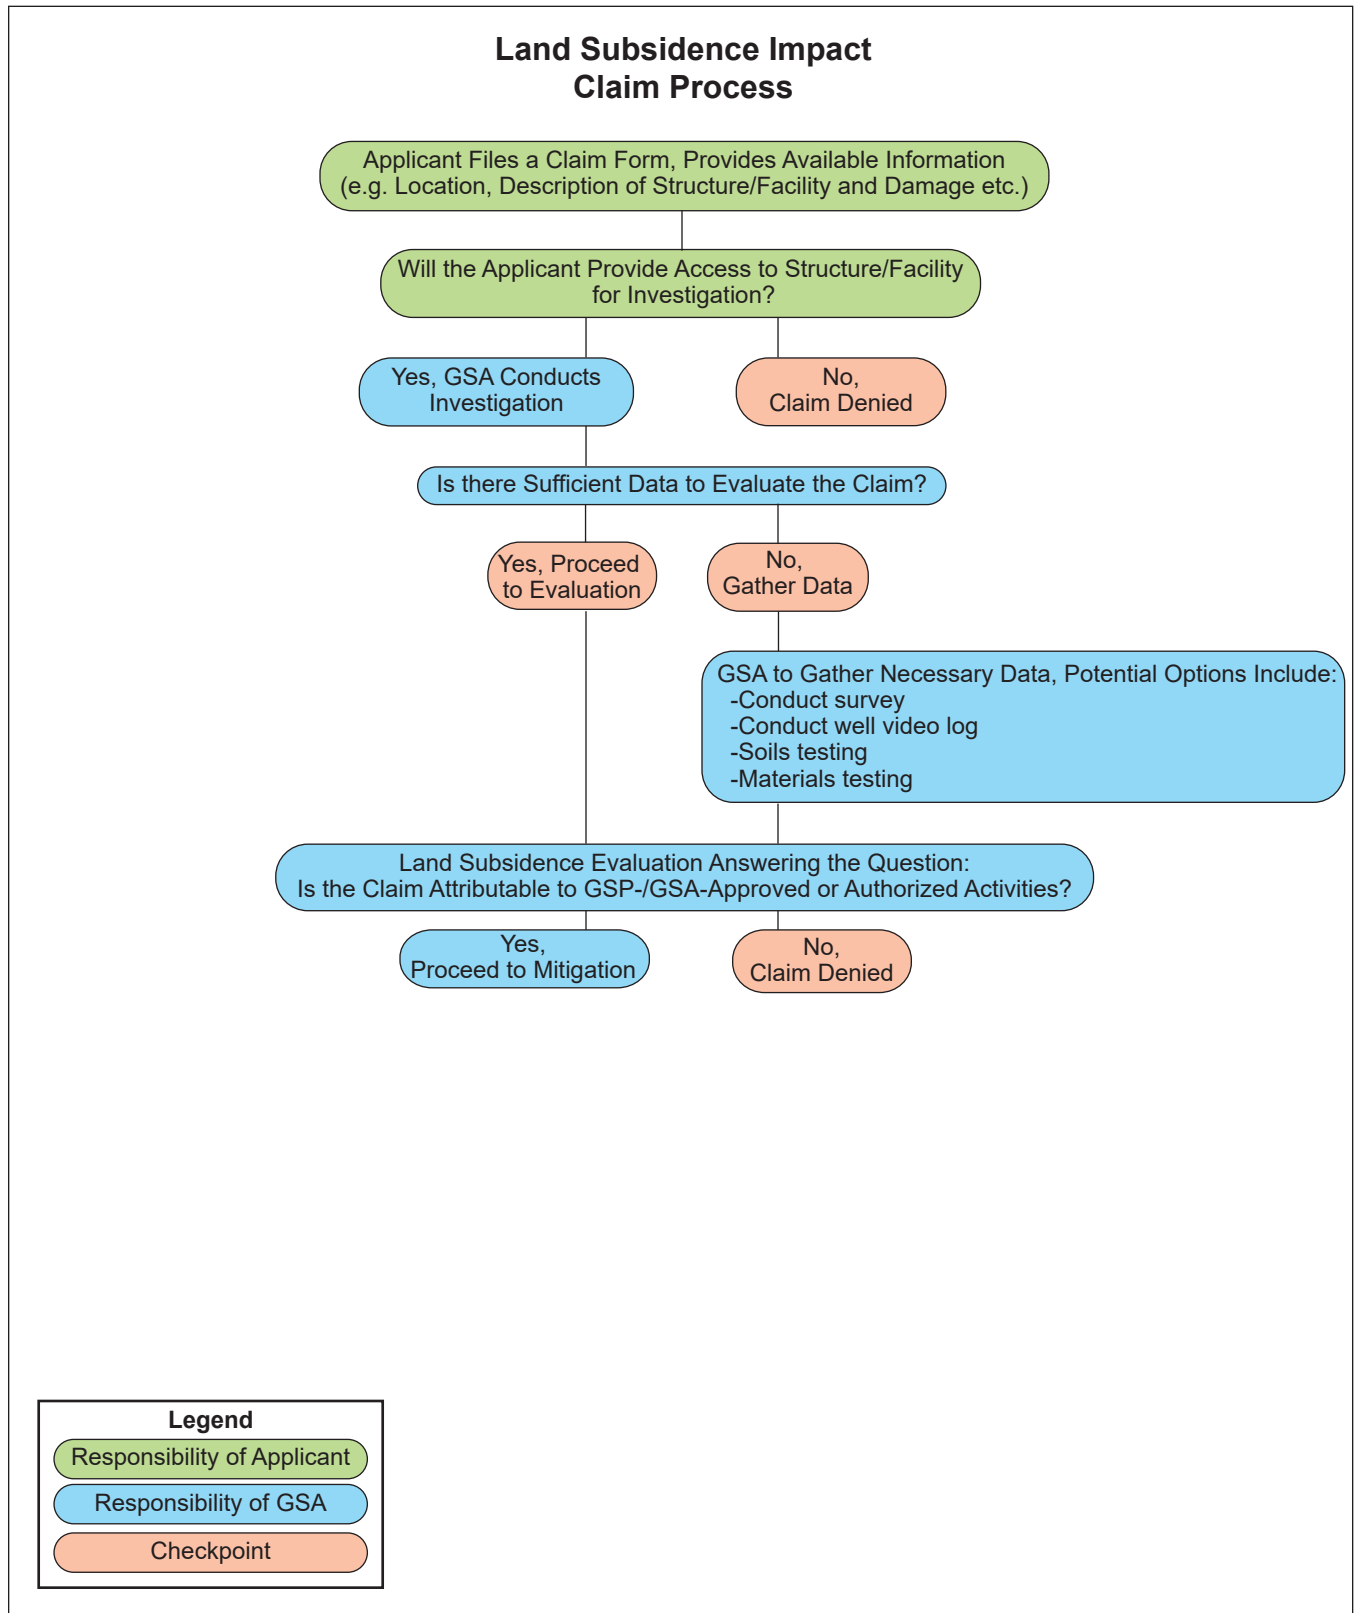 Land Subsidence Impact
Claim Process
Applicant Files a Claim Form, Provides Available Information
(e.g. Location, Description of Structure/Facility and Damage etc.)
Will the Applicant Provide Access to Structure/Facility
for Investigation?
Yes, GSA Conducts
Investigation
No,
Claim Denied
Is there Sufficient Data to Evaluate the Claim?
Yes, Proceed
to Evaluation
No,
Gather Data
GSA to Gather Necessary Data, Potential Options Include:
-Conduct survey
-Conduct well video log
-Soils testing
-Materials testing
Land Subsidence Evaluation Answering the Question:
Is the Claim Attributable to GSP-/GSA-Approved or Authorized Activities?
Yes,
Proceed to Mitigation
No,
Claim Denied
Legend
Responsibility of Applicant
Responsibility of GSA
Checkpoint